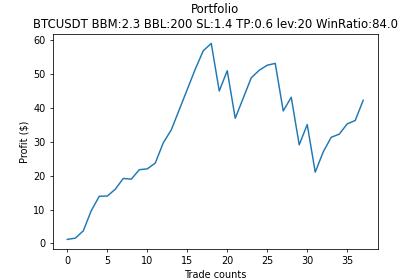 Portfolio
BTCUSDT BBM:2.3 BBL:200 SL:1.4 TP:0.6 lev:20 WinRatio:84.0
60
50
40
30
20
10
0
Profit ($)
0 5 10 15 20 25 30 35
Trade counts